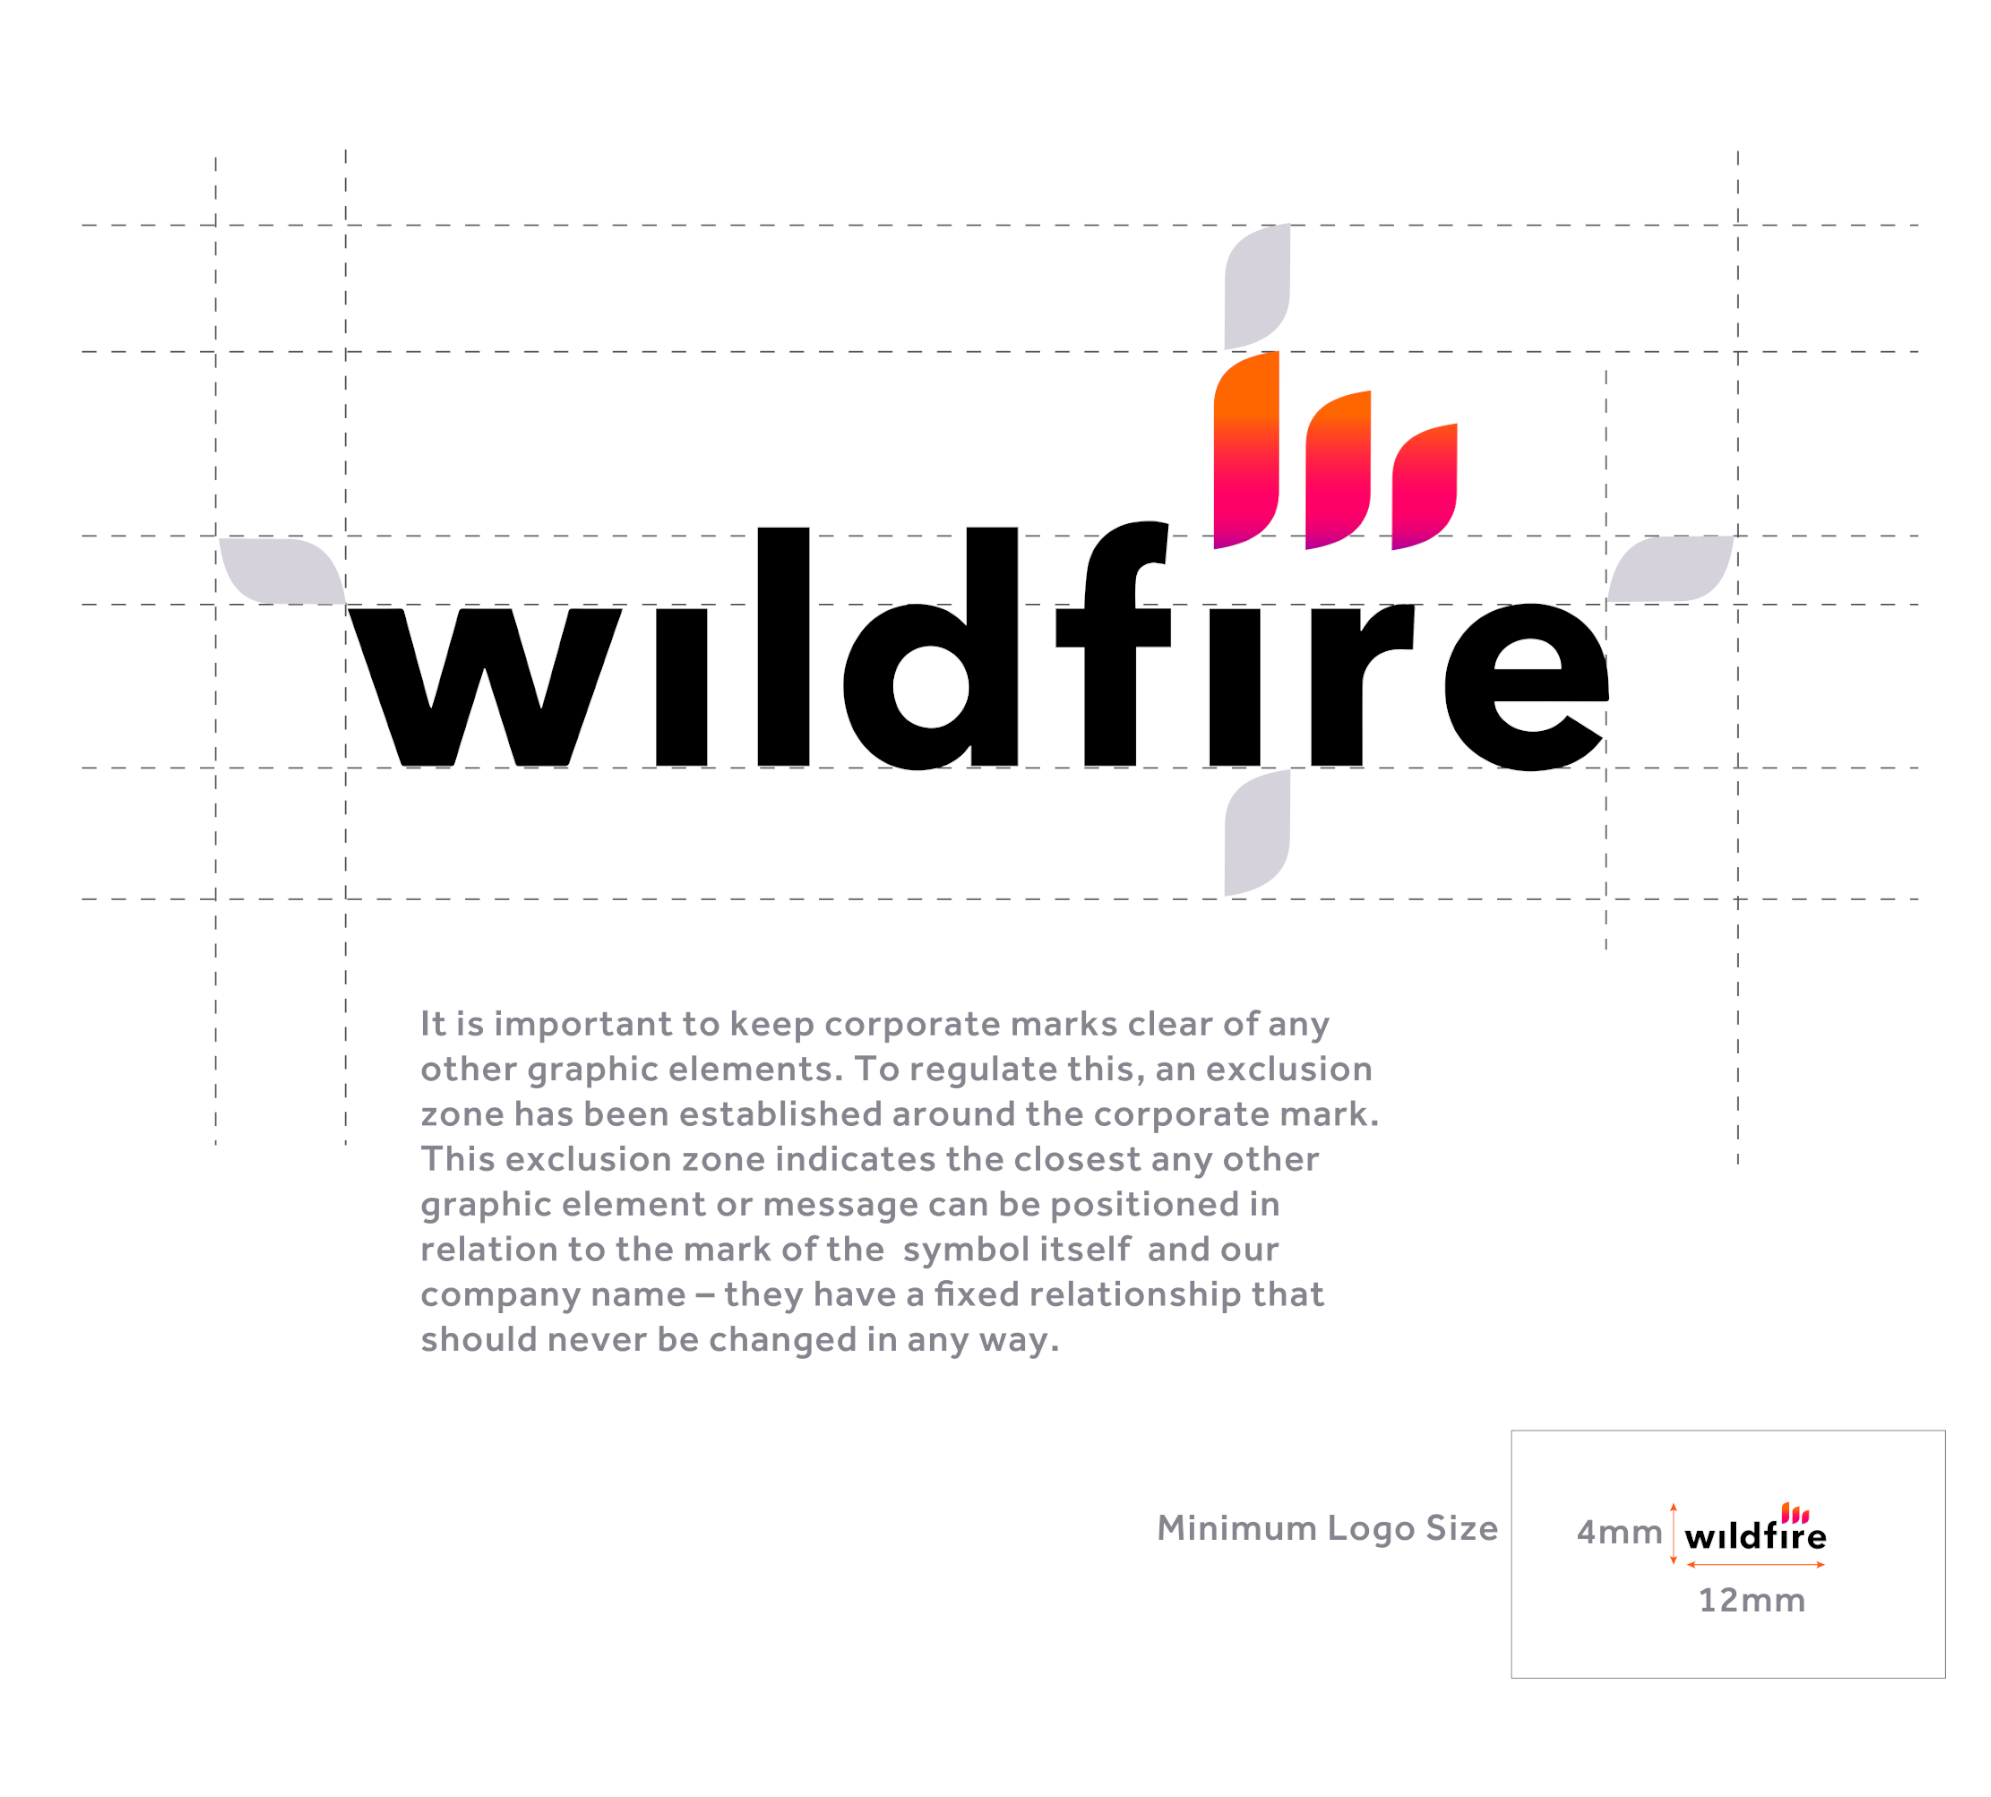 wildfire
It is important to keep corporate marks clear of any
other graphic elements. To regulate this, an exclusion
zone has been established around the corporate mark.
This exclusion zone indicates the closest any other
graphic element or message can be positioned in
relation to the mark of the symbol itself and our
company name – they have a fixed relationship that
should never be changed in any way.
Minimum Logo Size
4mm
wildfire
12mm